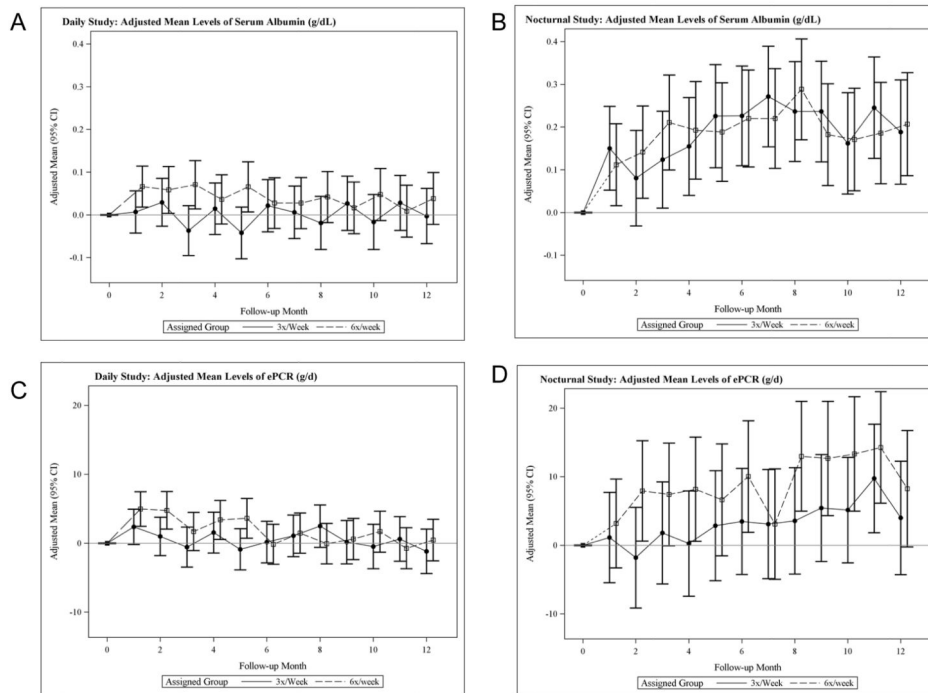 A
Daily Study: Adjusted Mean Levels of Serum Albumin (g/dL)
Adjusted Mean (95% CI)
0.4
0.3
0.2
0.1
0.0
-0.1
0 2 4 6 8 10 12
Follow-up Month
Assigned Group 3x/Week 6x/week
B
Nocturnal Study: Adjusted Mean Levels of Serum Albumin (g/dL)
Adjusted Mean (95% CI)
0.4
0.3
0.2
0.1
0.0
-0.1
0 2 4 6 8 10 12
Follow-up Month
Assigned Group 3x/Week 6x/week
C
Daily Study: Adjusted Mean Levels of ePCR (g/d)
Adjusted Mean (95% CI)
20
10
0
-10
0 2 4 6 8 10 12
Follow-up Month
Assigned Group 3x/Week 6x/week
D
Nocturnal Study: Adjusted Mean Levels of ePCR (g/d)
Adjusted Mean (95% CI)
20
10
0
-10
0 2 4 6 8 10 12
Follow-up Month
Assigned Group 3x/Week 6x/week